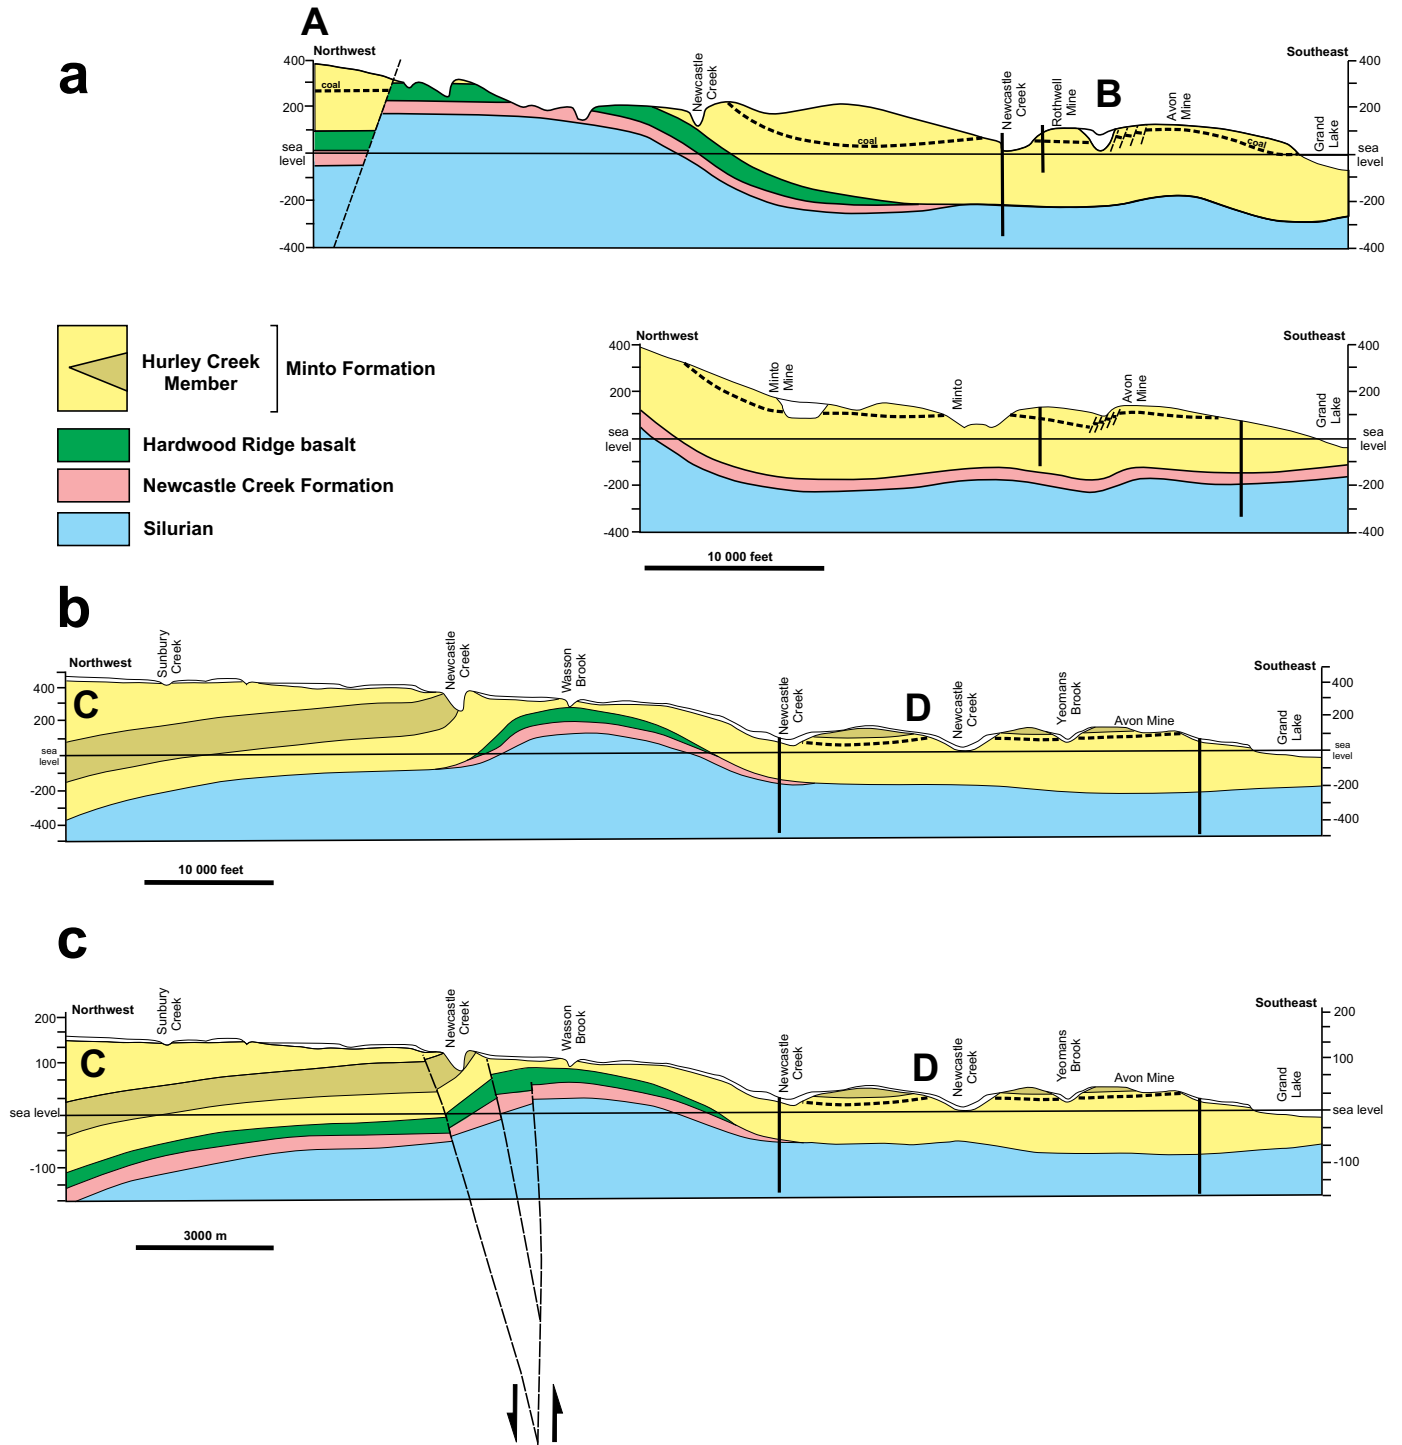 A
a
Northwest
Southeast
400
200
sea
level
-200
-400
coal
Newcastle
Creek
coal
Newcastle
Creek
Rothwell
Mine
B
Avon
Mine
coal
Grand
Lake
400
200
sea
level
-200
-400
Hurley Creek
Member
Minto Formation
Hardwood Ridge basalt
Newcastle Creek Formation
Silurian
Northwest
Southeast
400
200
sea
level
-200
-400
Minto
Mine
Minto
Avon
Mine
Grand
Lake
400
200
sea
level
-200
-400
10 000 feet
b
Northwest
Southeast
400
200
sea
level
-200
-400
C
Sunbury
Creek
Newcastle
Creek
Wasson
Brook
Newcastle
Creek
D
Newcastle
Creek
Yeomans
Brook
Avon Mine
Grand
Lake
400
200
sea
level
-200
-400
10 000 feet
c
Northwest
Southeast
200
100
sea level
-100
C
Sunbury
Creek
Newcastle
Creek
Wasson
Brook
Newcastle
Creek
D
Newcastle
Creek
Yeomans
Brook
Avon Mine
Grand
Lake
200
100
sea level
-100
3000 m